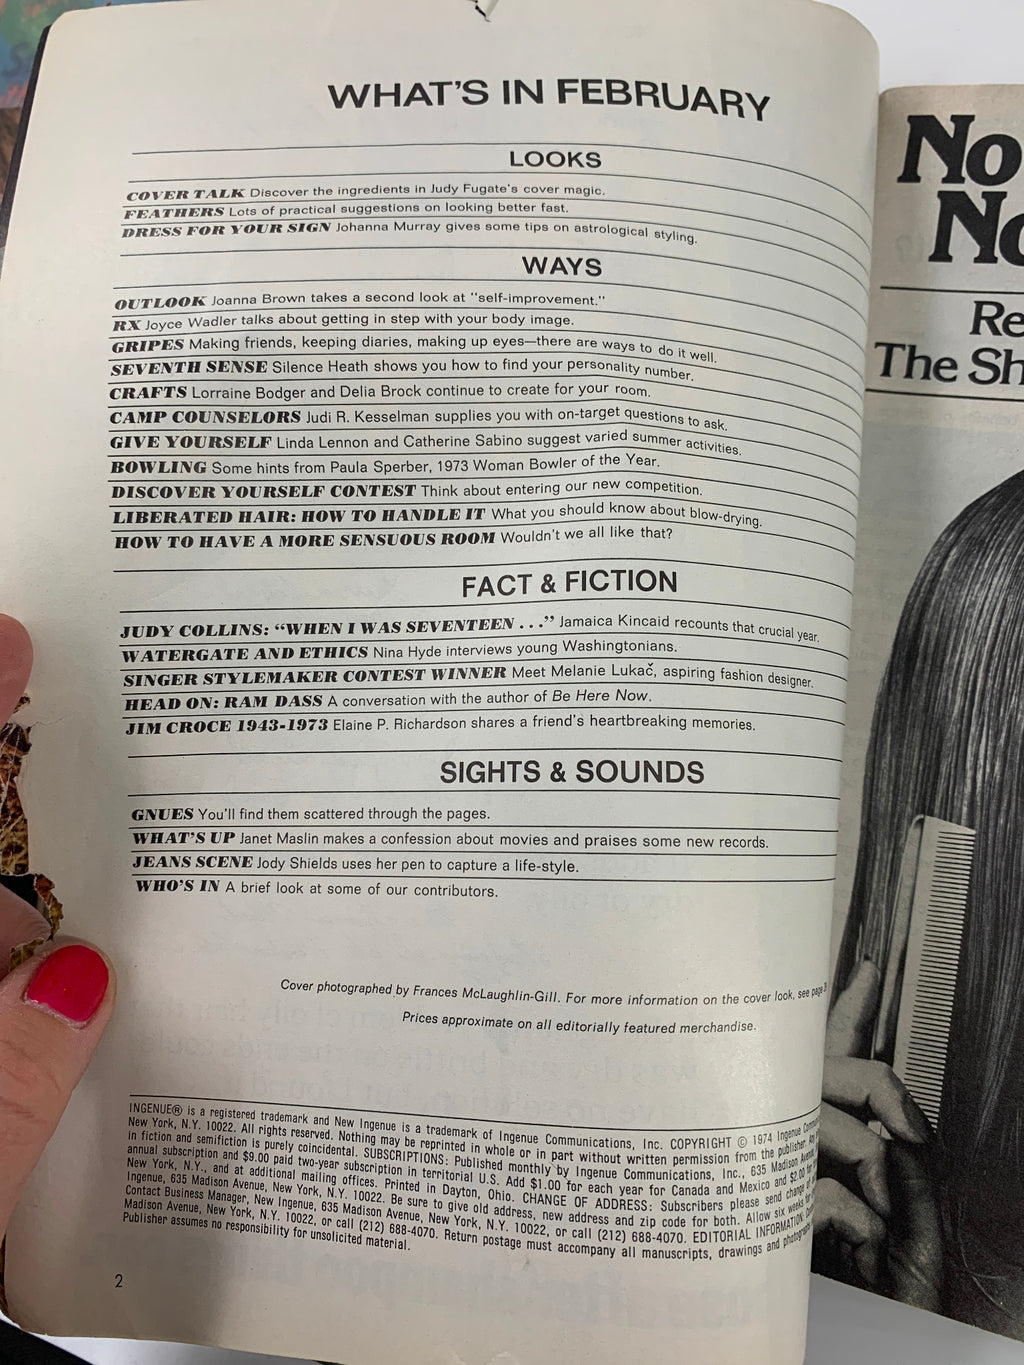 WHAT'S IN FEBRUARY
LOOKS
COVER TALK Discover the ingredients in Judy Fugate's cover magic.
FEATHERS Lots of practical suggestions on looking better fast.
DRESS FOR YOUR SIGN Johanna Murray gives some tips on astrological styling.
WAYS
OUTLOOK Joanna Brown takes a second look at "self-improvement."
RX Joyce Wadler talks about getting in step with your body image.
GRIPES Making friends, keeping diaries, making up eyes—there are ways to do it well.
SEVENTH SENSE Silence Heath shows you how to find your personality number.
CRAFTS Lorraine Bodger and Delia Brock continue to create for your room.
CAMP COUNSELORS Judi R. Kesselman supplies you with on-target questions to ask.
GIVE YOURSELF Linda Lennon and Catherine Sabino suggest varied summer activities.
BOWLING Some hints from Paula Sperber, 1973 Woman Bowler of the Year.
DISCOVER YOURSELF CONTEST Think about entering our new competition.
LIBERATED HAIR: HOW TO HANDLE IT What you should know about blow-drying.
HOW TO HAVE A MORE SENSUOUS ROOM Wouldn't we all like that?
FACT & FICTION
JUDY COLLINS: "WHEN I WAS SEVENTEEN . . ." Jamaica Kincaid recounts that crucial year.
WATERGATE AND ETHICS Nina Hyde interviews young Washingtonians.
SINGER STYLEMAKER CONTEST WINNER Meet Melanie Lukač, aspiring fashion designer.
HEAD ON: RAM DASS A conversation with the author of Be Here Now.
JIM CROCE 1943-1973 Elaine P. Richardson shares a friend's heartbreaking memories.
SIGHTS & SOUNDS
GNUES You'll find them scattered through the pages.
WHAT'S UP Janet Maslin makes a confession about movies and praises some new records.
JEANS SCENE Jody Shields uses her pen to capture a life-style.
WHO'S IN A brief look at some of our contributors.
Cover photographed by Frances McLaughlin-Gill. For more information on the cover look, see page
Prices approximate on all editorially featured merchandise.
INGENUE® is a registered trademark and New Ingenue is a trademark of Ingenue Communications, Inc. COPYRIGHT © 1974 Ingenue
New York, N.Y. 10022. All rights reserved. Nothing may be reprinted in whole or in part without written permission from the publisher.
in fiction and semifiction is purely coincidental. SUBSCRIPTIONS: Published monthly by Ingenue Communications, Inc., 635 Madison
annual subscription and $9.00 paid two-year subscription in territorial U.S. Add $1.00 for each year for Canada and Mexico and $2.00
New York, N.Y., and at additional mailing offices. Printed in Dayton, Ohio. CHANGE OF ADDRESS: Subscribers please send change
Ingenue, 635 Madison Avenue, New York, N.Y. 10022. Be sure to give old address, new address and zip code for both. Allow six weeks
Contact Business Manager, New Ingenue, 635 Madison Avenue, New York, N.Y. 10022, or call (212) 688-4070. EDITORIAL INFORMATION:
Madison Avenue, New York, N.Y. 10022, or call (212) 688-4070. Return postage must accompany all manuscripts, drawings and
Publisher assumes no responsibility for unsolicited material.
2
No
Re
The Sh